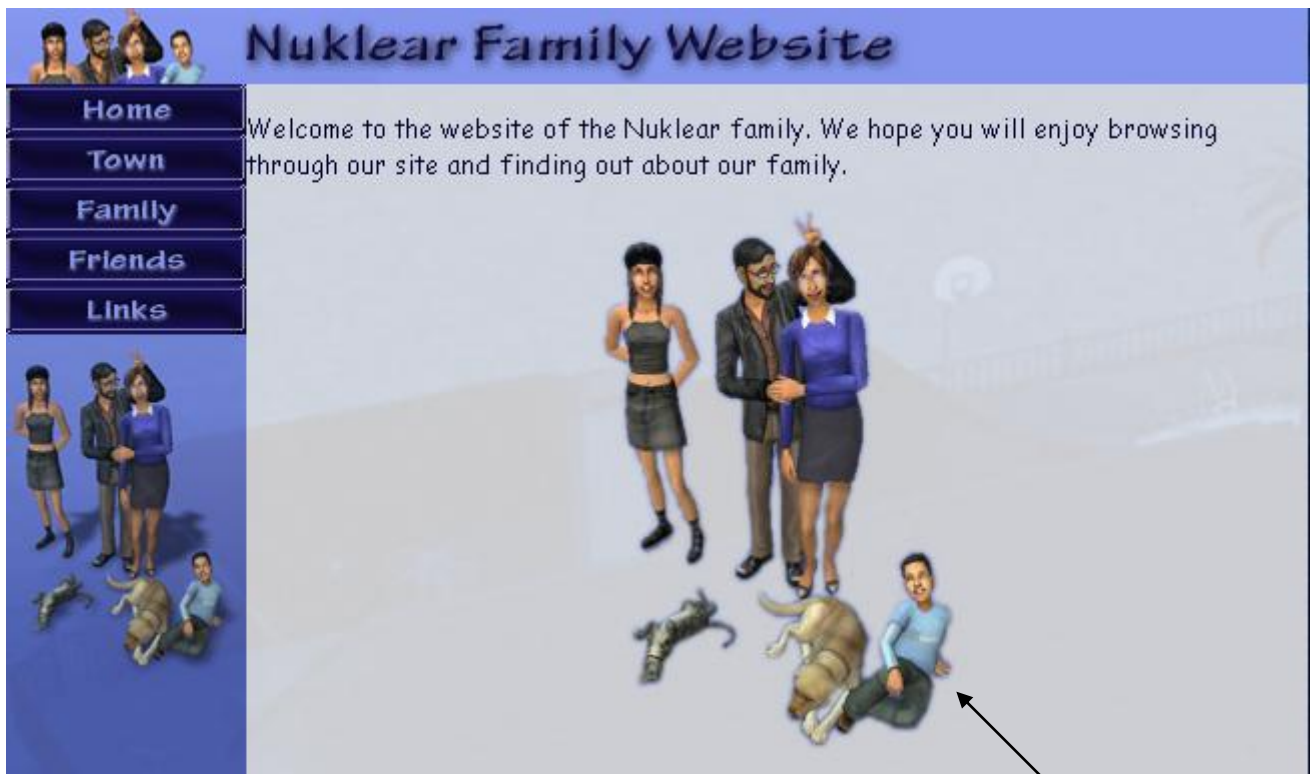 Nuklear Family Website
Home
Town
Family
Friends
Links
Welcome to the website of the Nuklear family. We hope you will enjoy browsing
through our site and finding out about our family.